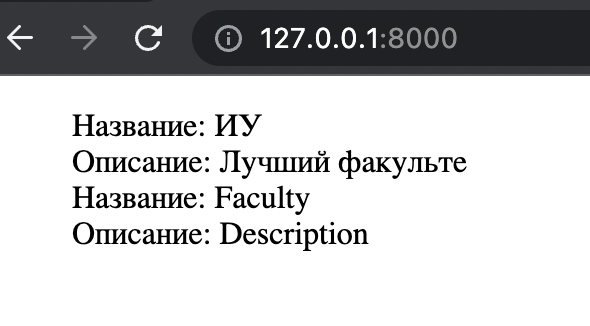 127.0.0.1:8000
Название: ИУ
Описание: Лучший факульте
Название: Faculty
Описание: Description